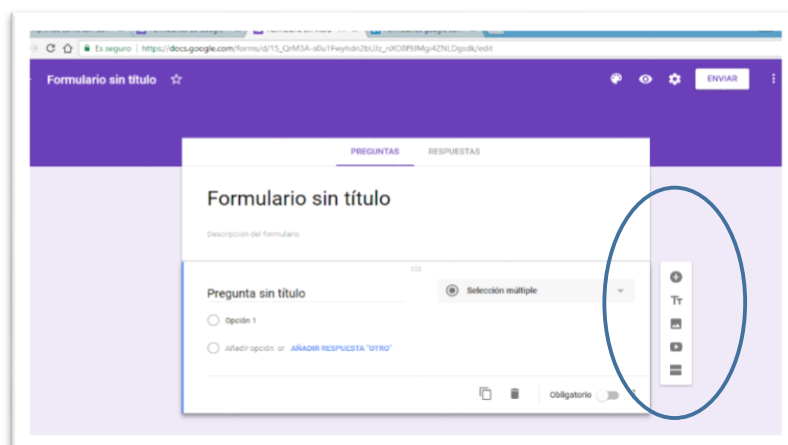 Es seguro | https://docs.google.com/forms/d/
Formulario sin título
ENVIAR
PREGUNTAS RESPUESTAS
Formulario sin título
Descripción del formulario
Pregunta sin título
Selección múltiple
Opción 1
Añadir opción or AÑADIR RESPUESTA "OTRO"
Obligatorio
Tт